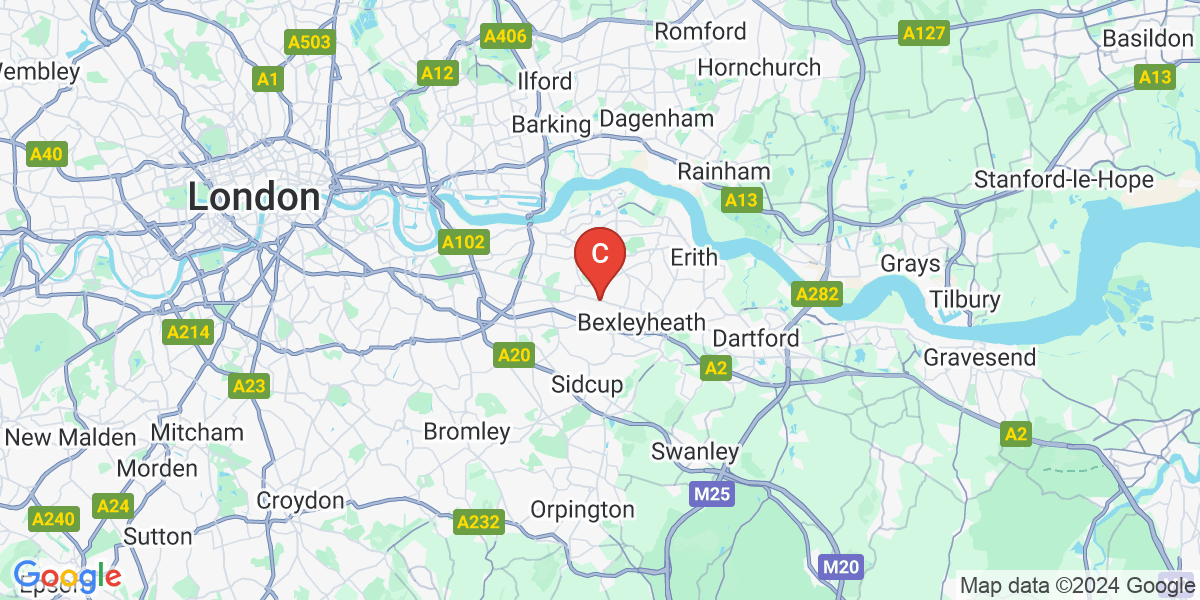 A406
Romford
A127
A503
Basildon
Wembley
A1
A12
Ilford
Hornchurch
A13
Barking
Dagenham
A40
Rainham
Stanford-le-Hope
London
A13
A102
C
Erith
Grays
A282
Tilbury
Bexleyheath
A214
Dartford
A20
Gravesend
A2
A23
Sidcup
New Malden
Mitcham
Bromley
A2
Swanley
Morden
M25
Croydon
A24
Orpington
A240
A232
Sutton
M20
Google
Epsom
Map data ©2024 Google